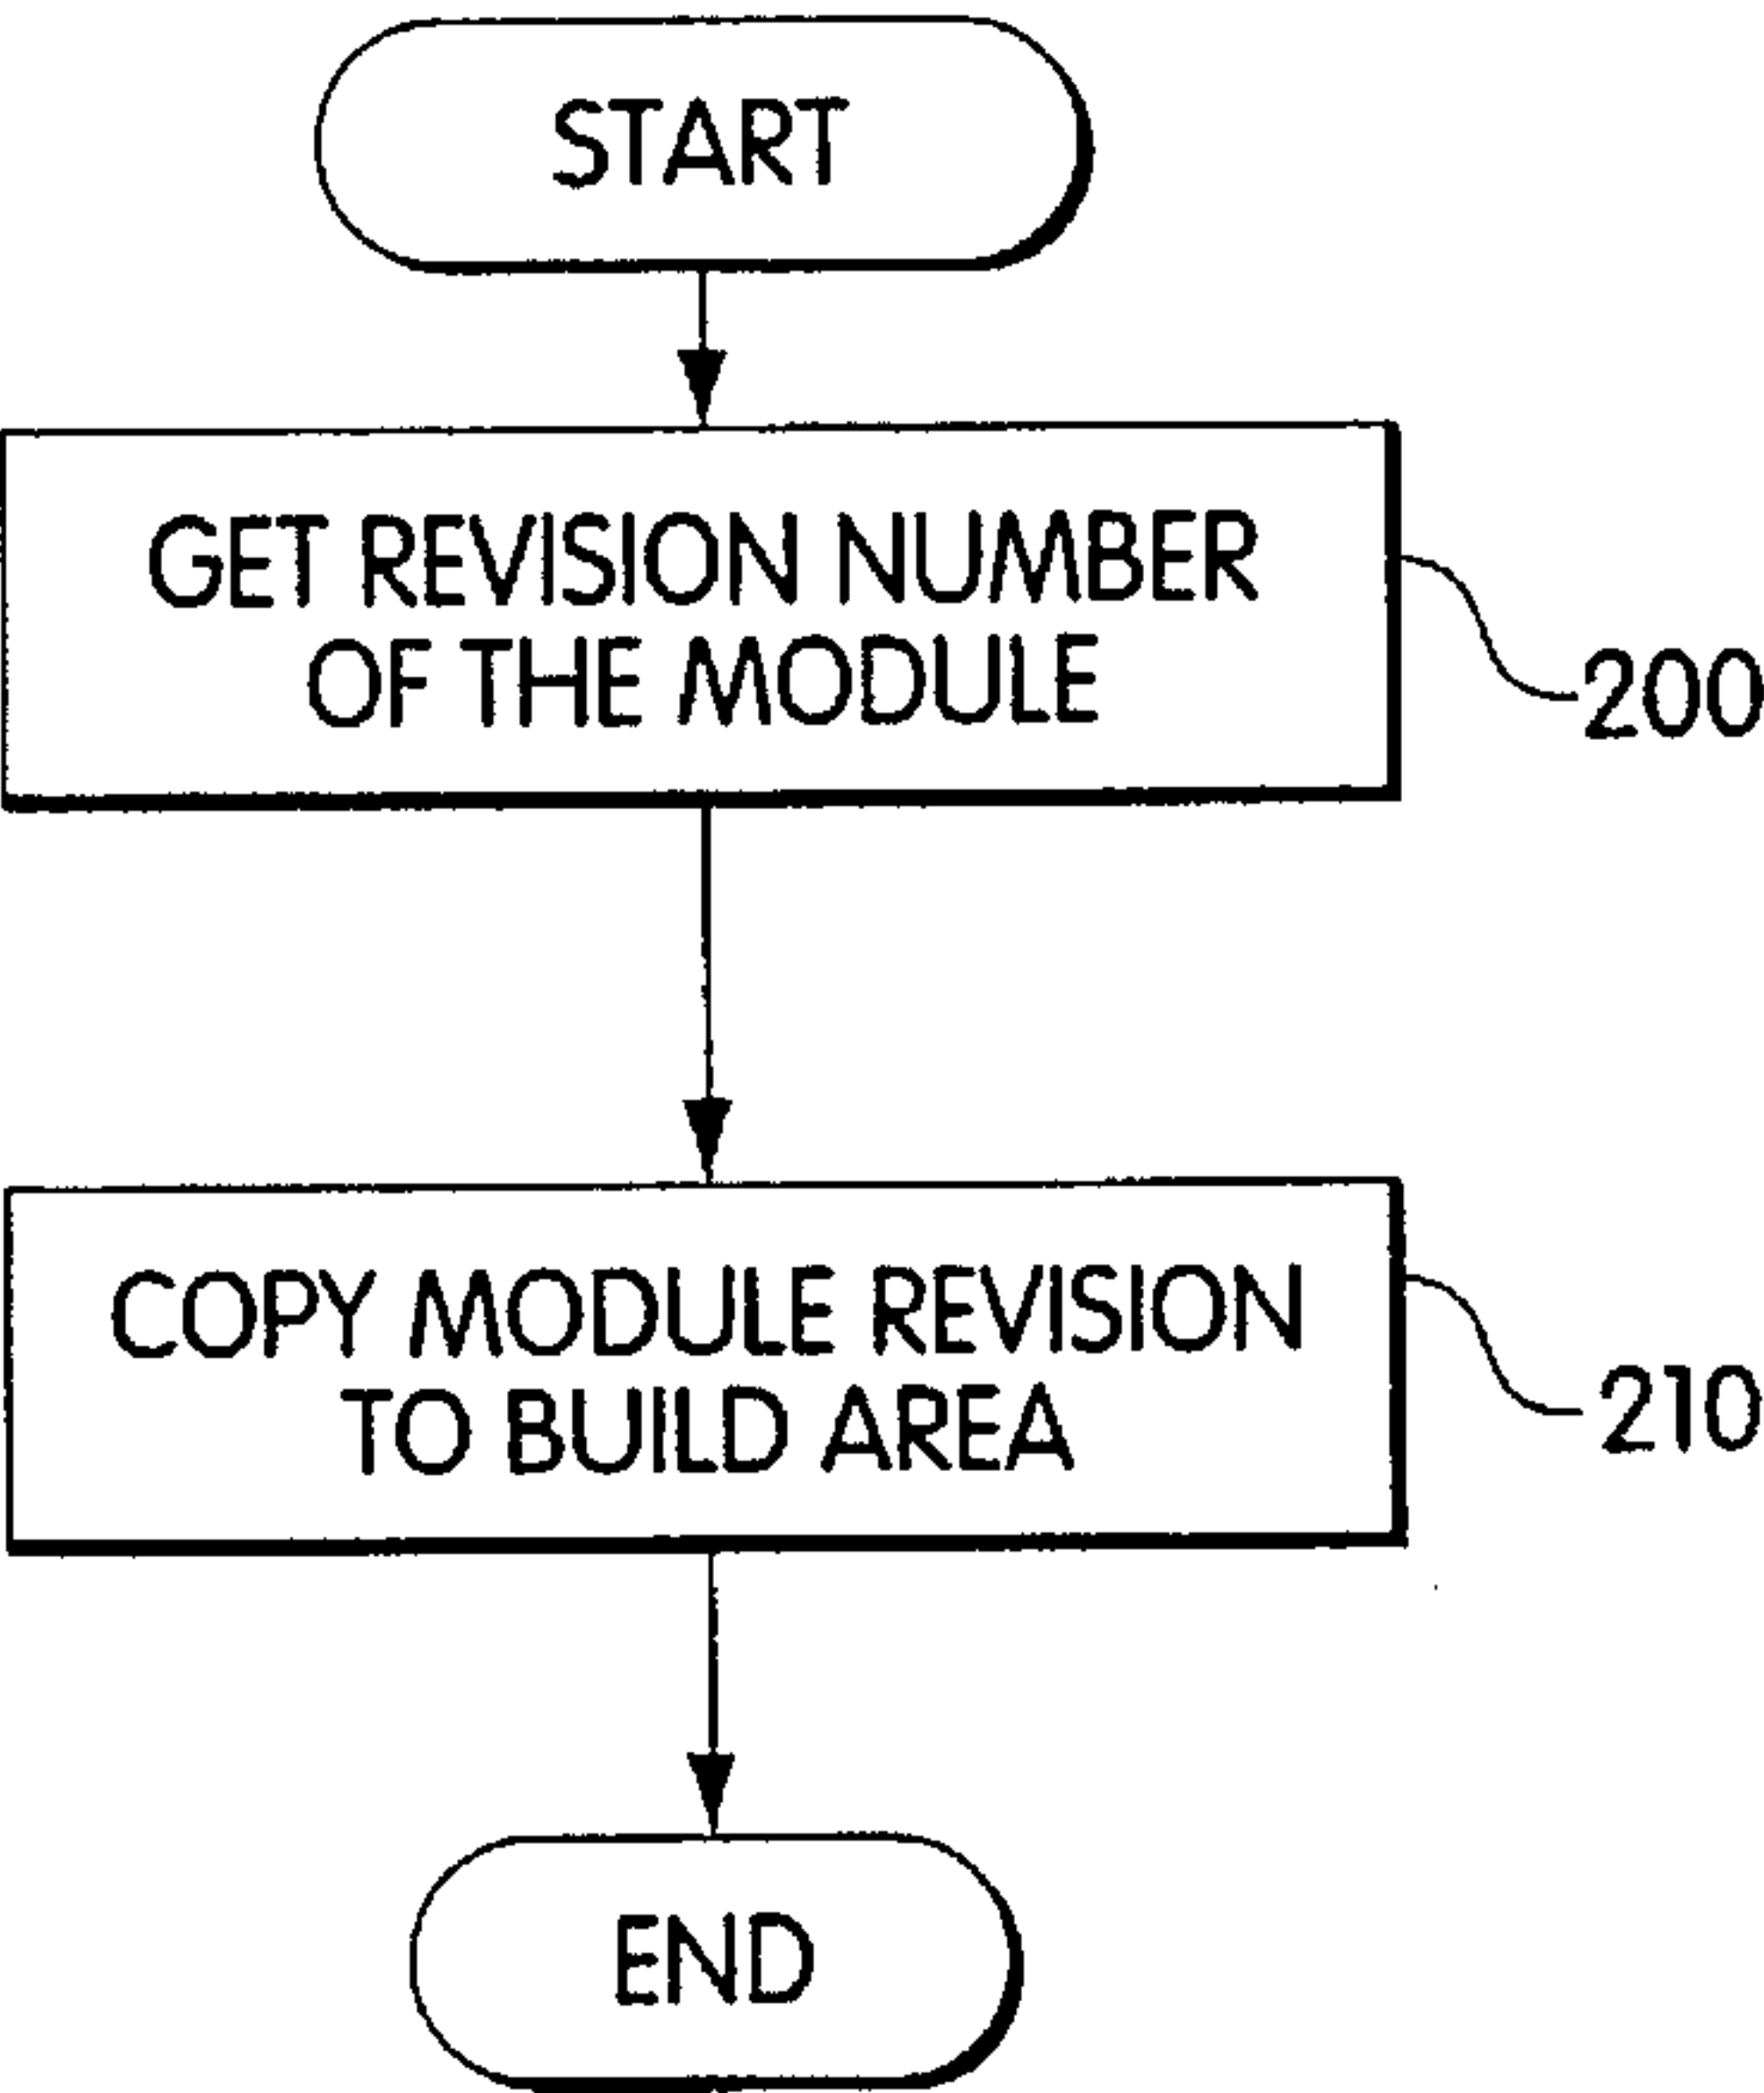 START
GET REVISION NUMBER
OF THE MODULE
200
COPY MODULE REVISION
TO BUILD AREA
210
END